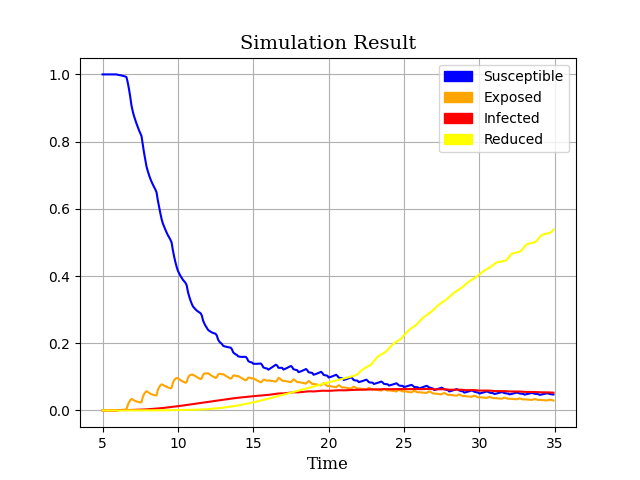 Simulation Result
Susceptible
Exposed
Infected
Reduced
1.0
0.8
0.6
0.4
0.2
0.0
5 10 15 20 25 30 35
Time